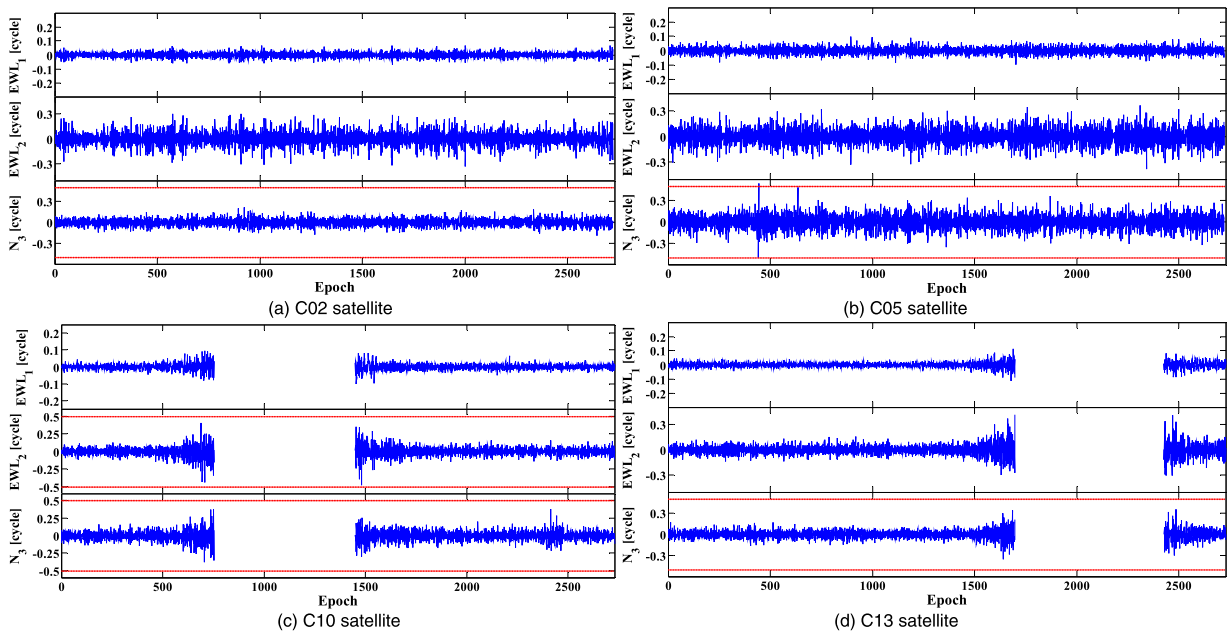 EWL1 [cycle]
0.2
0.1
0
-0.1
-0.2
EWL2 [cycle]
0.3
0
-0.3
N3 [cycle]
0.3
0
-0.3
0 500 1000 1500 2000 2500
Epoch
(a) C02 satellite
EWL1 [cycle]
0.2
0.1
0
-0.1
-0.2
EWL2 [cycle]
0.3
0
-0.3
N3 [cycle]
0.3
0
-0.3
0 500 1000 1500 2000 2500
Epoch
(b) C05 satellite
EWL1 [cycle]
0.2
0.1
0
-0.1
-0.2
EWL2 [cycle]
0.5
0.25
0
-0.25
-0.5
N3 [cycle]
0.5
0.25
0
-0.25
-0.5
0 500 1000 1500 2000 2500
Epoch
(c) C10 satellite
EWL1 [cycle]
0.2
0.1
0
-0.1
-0.2
EWL2 [cycle]
0.3
0
-0.3
N3 [cycle]
0.3
0
-0.3
0 500 1000 1500 2000 2500
Epoch
(d) C13 satellite